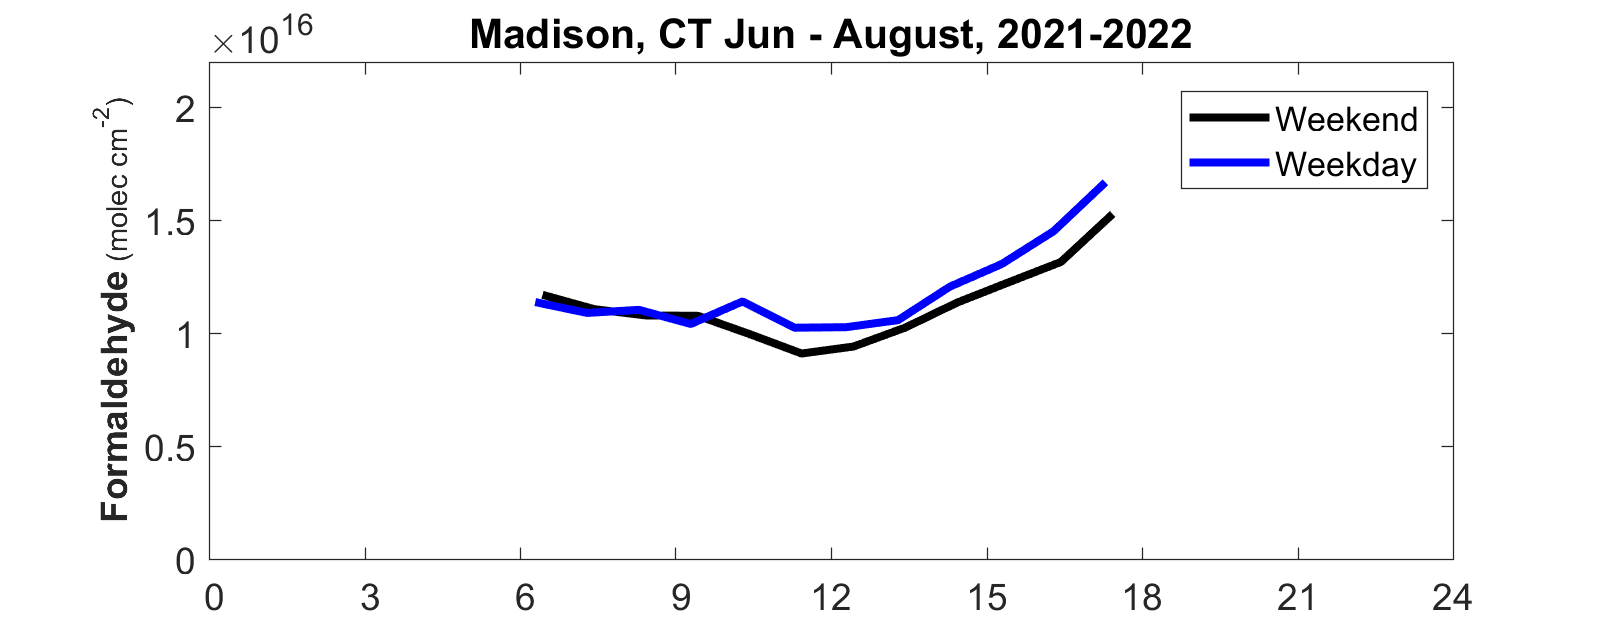 ×10^16
Madison, CT Jun - August, 2021-2022
Formaldehyde (molec cm^-2)
2
1.5
1
0.5
0
Weekend
Weekday
0 3 6 9 12 15 18 21 24